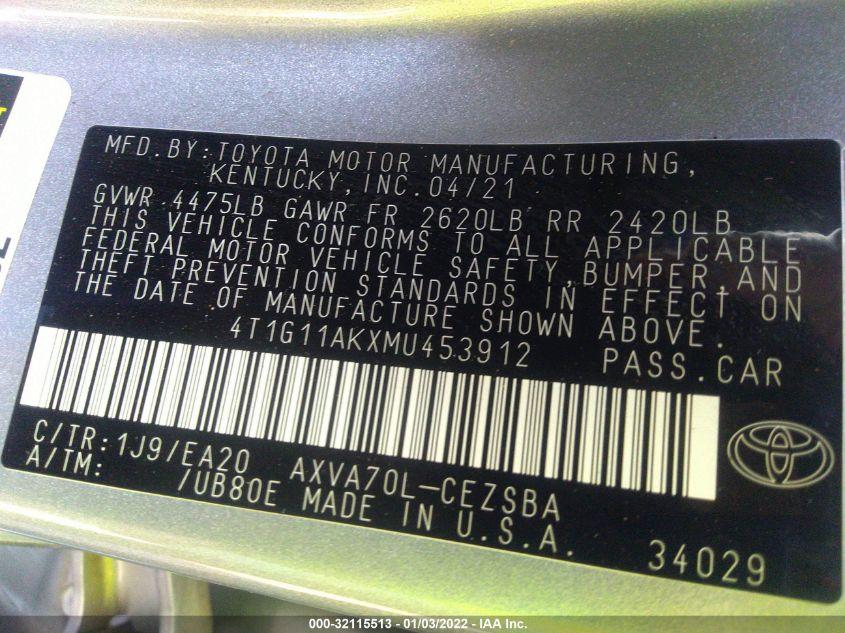 MFD.BY:TOYOTA MOTOR MANUFACTURING,
KENTUCKY,INC.04/21
GVWR 4475LB GAWR FR 2620LB RR 2420LB
THIS VEHICLE CONFORMS TO ALL APPLICABLE
FEDERAL MOTOR VEHICLE SAFETY,BUMPER,AND
THEFT PREVENTION STANDARDS IN EFFECT ON
THE DATE OF MANUFACTURE SHOWN ABOVE.
4T1G11AKXMU453912 PASS.CAR
C/TR:1J9/EA20 AXVA70L-CEZSBA
A/TM: /UB80E MADE IN U.S.A.
34029
000-32115513 - 01/03/2022 - IAA Inc.